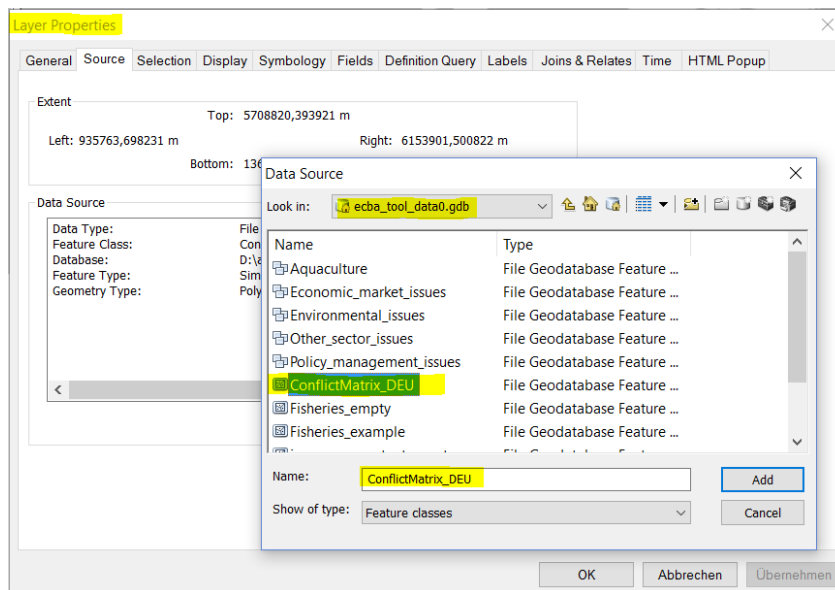 Layer Properties
General Source Selection Display Symbology Fields Definition Query Labels Joins & Relates Time HTML Popup
Extent
Top: 5708820,393921 m
Left: 935763,698231 m Right: 6153901,500822 m
Bottom: 136
Data Source
Data Type: File
Feature Class: Con
Database: D:\a
Feature Type: Sim
Geometry Type: Poly
Data Source
Look in: ecba_tool_data0.gdb
Name Type
Aquaculture File Geodatabase Feature ...
Economic_market_issues File Geodatabase Feature ...
Environmental_issues File Geodatabase Feature ...
Other_sector_issues File Geodatabase Feature ...
Policy_management_issues File Geodatabase Feature ...
ConflictMatrix_DEU File Geodatabase Feature ...
Fisheries_empty File Geodatabase Feature ...
Fisheries_example File Geodatabase Feature ...
Name: ConflictMatrix_DEU Add
Show of type: Feature classes Cancel
OK Abbrechen Übernehmen